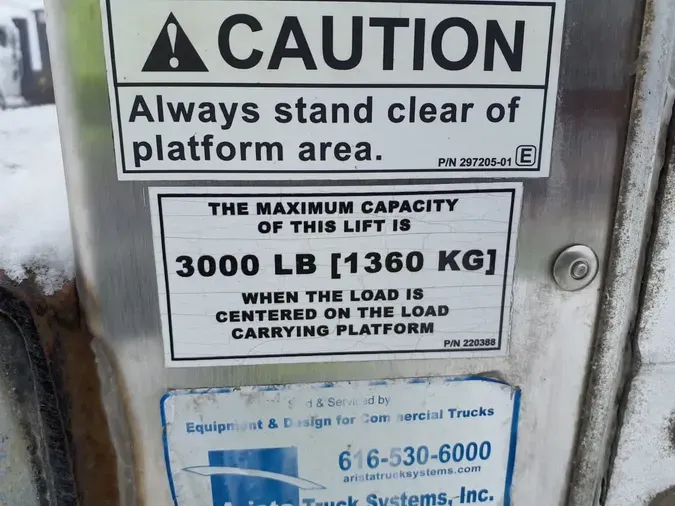 CAUTION
Always stand clear of
platform area.
P/N 297205-01 E
THE MAXIMUM CAPACITY
OF THIS LIFT IS
3000 LB [1360 KG]
WHEN THE LOAD IS
CENTERED ON THE LOAD
CARRYING PLATFORM
P/N 220388
& Serviced by
Equipment & Design for Commercial Trucks
616-530-6000
aristatrucksystems.com
Arista Truck Systems, Inc.